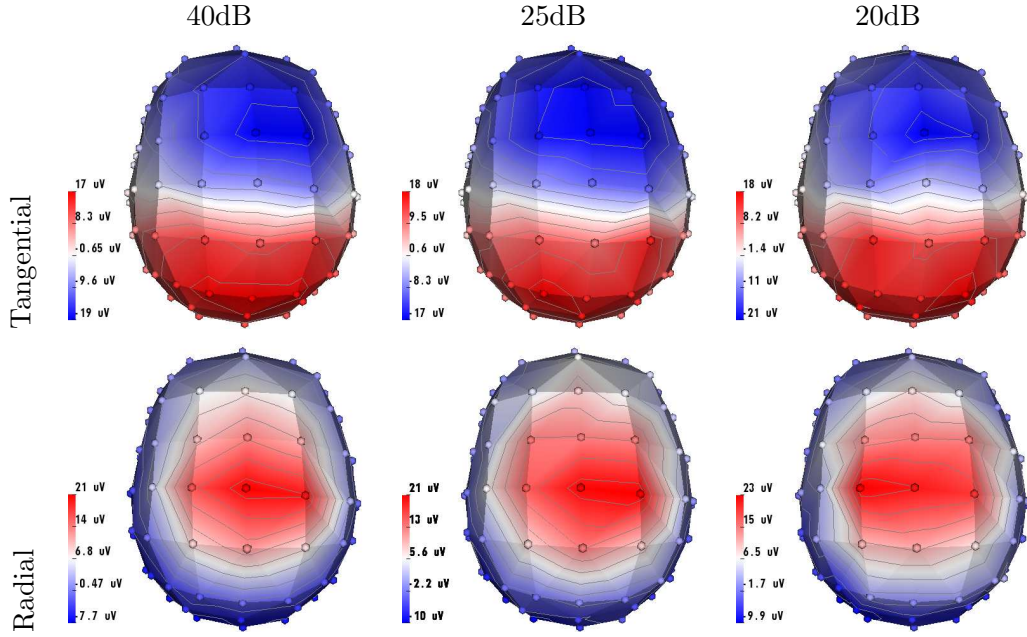 40dB 25dB 20dB
Tangential
17 uV
8.3 uV
-0.65 uV
-9.6 uV
-19 uV
18 uV
9.5 uV
0.6 uV
-8.3 uV
-17 uV
18 uV
8.2 uV
-1.4 uV
-11 uV
-21 uV
Radial
21 uV
14 uV
6.8 uV
-0.47 uV
-7.7 uV
21 uV
13 uV
5.6 uV
-2.2 uV
-10 uV
23 uV
15 uV
6.5 uV
-1.7 uV
-9.9 uV